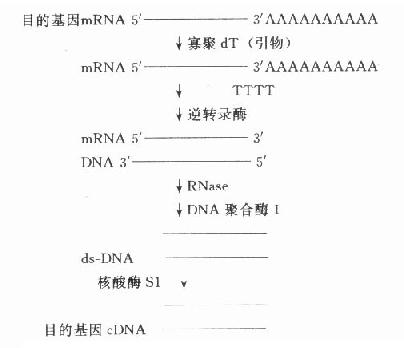 目的基因mRNA 5′ 3′AAAAAAAAAA
寡聚 dT (引物)
mRNA 5′ 3′AAAAAAAAAA
TTTT
逆转录酶
mRNA 5′ 3′
DNA 3′ 5′
RNase
DNA 聚合酶 I
ds-DNA
核酸酶 S1
目的基因 cDNA